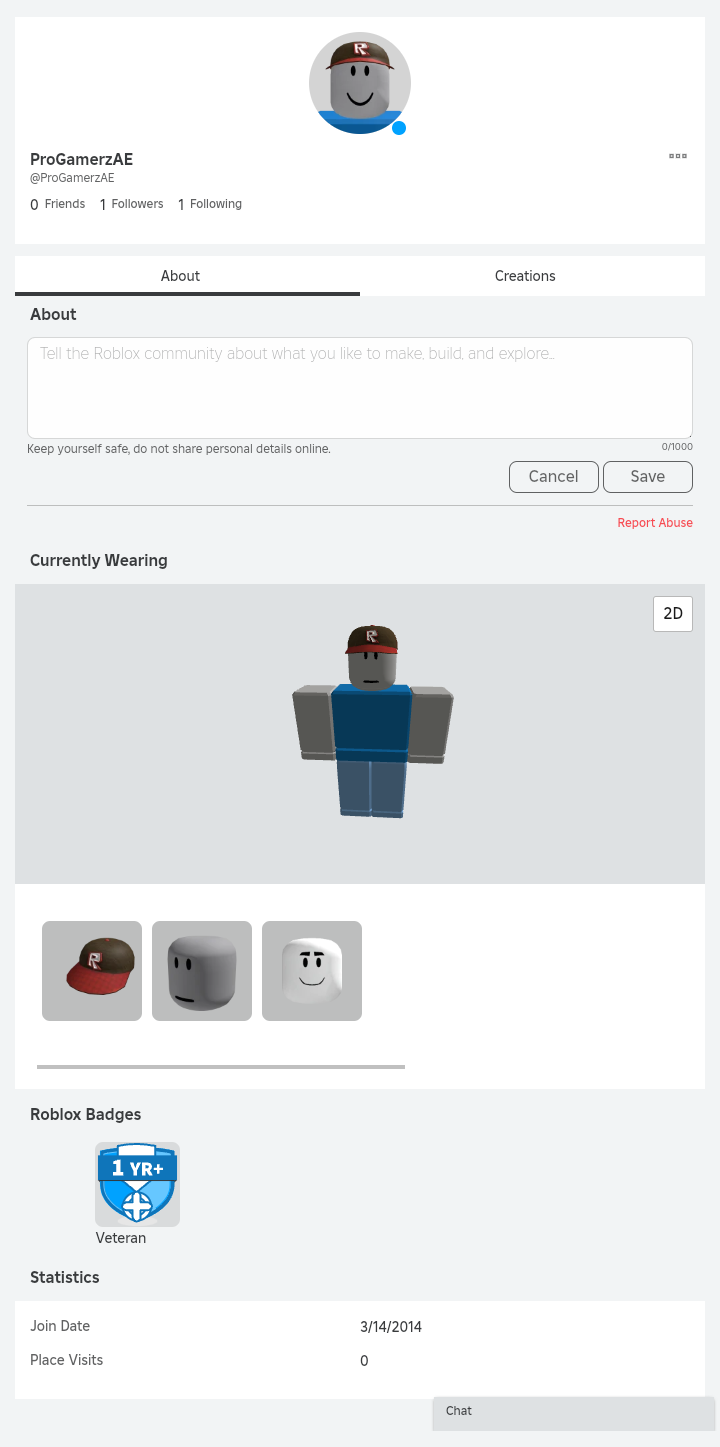 R
ProGamerzAE
@ProGamerzAE
0 Friends 1 Followers 1 Following
About Creations
About
Tell the Roblox community about what you like to make, build, and explore...
Keep yourself safe, do not share personal details online. 0/1000
Cancel Save
Report Abuse
Currently Wearing
2D
R
R
Roblox Badges
1 YR+
Veteran
Statistics
Join Date 3/14/2014
Place Visits 0
Chat